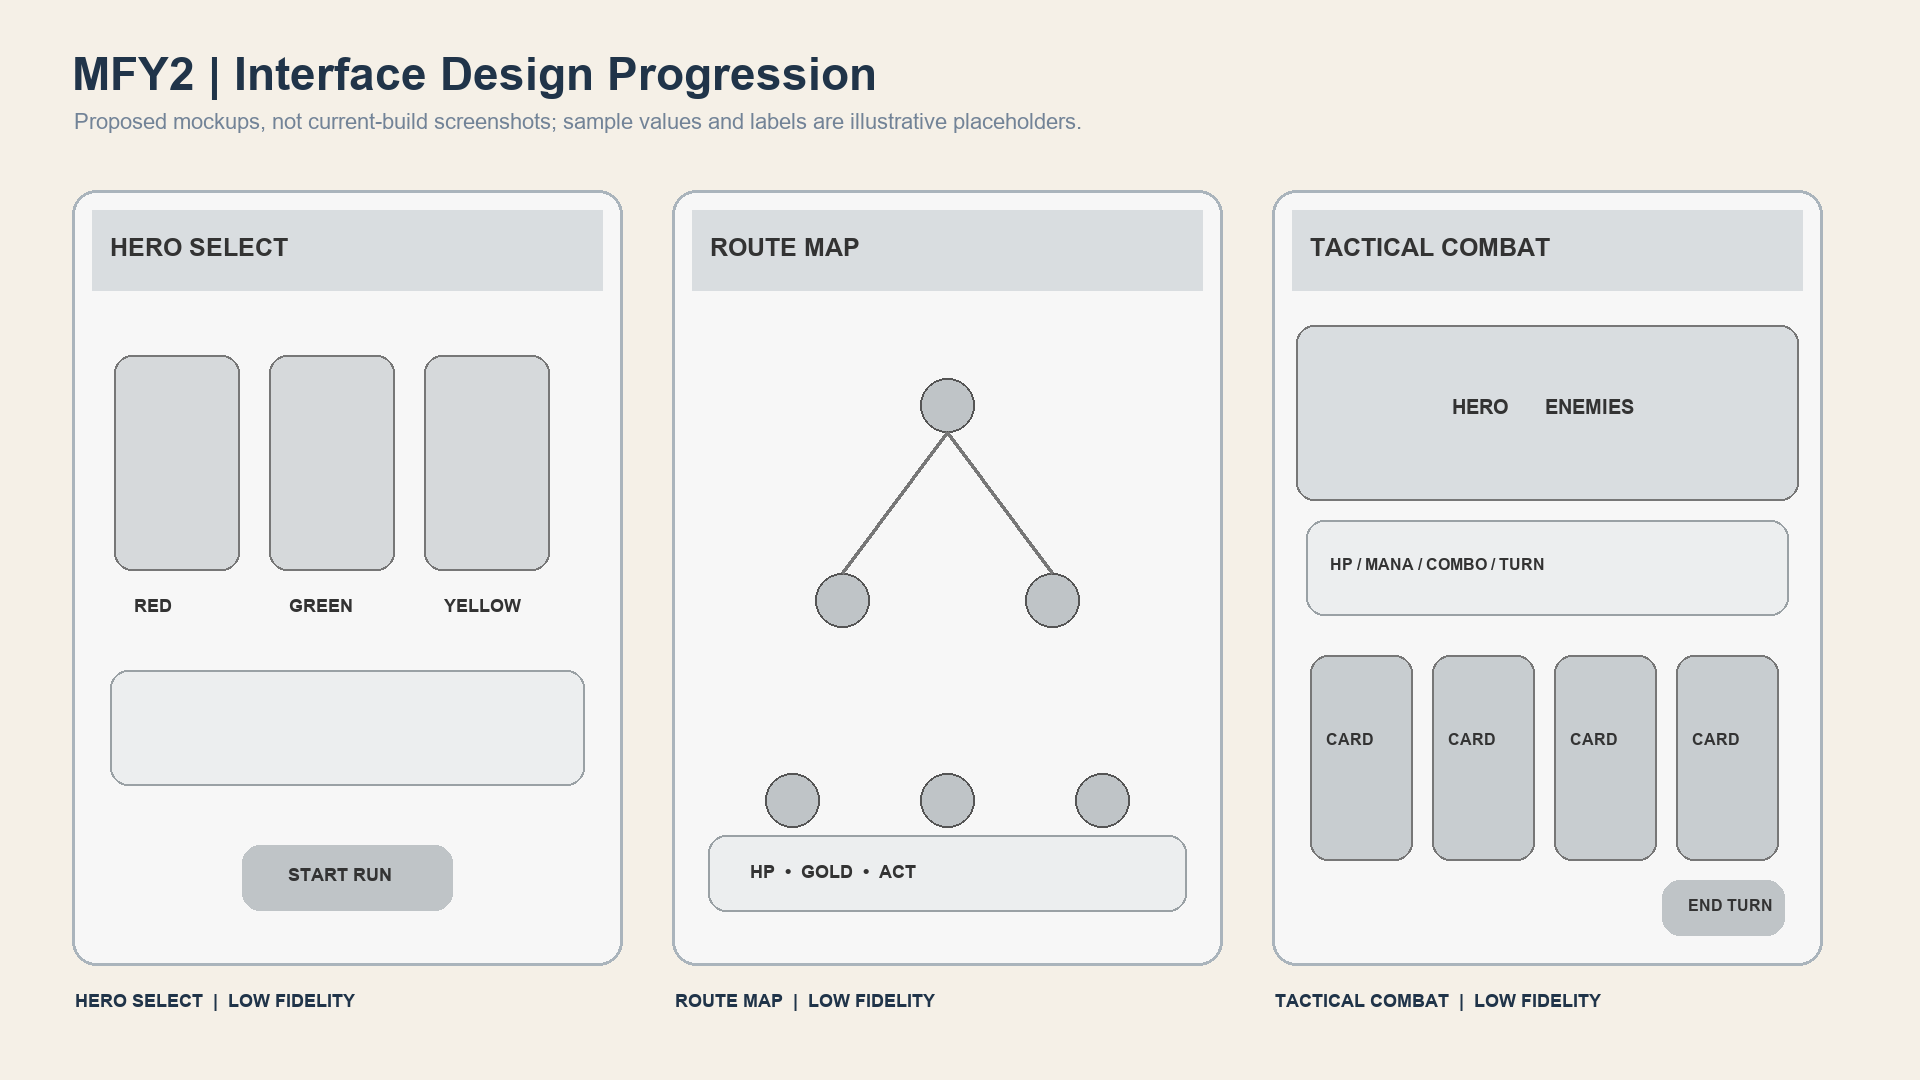 MFY2 | Interface Design Progression
Proposed mockups, not current-build screenshots; sample values and labels are illustrative placeholders.
HERO SELECT
RED
GREEN
YELLOW
START RUN
HERO SELECT | LOW FIDELITY
ROUTE MAP
HP • GOLD • ACT
ROUTE MAP | LOW FIDELITY
TACTICAL COMBAT
HERO ENEMIES
HP / MANA / COMBO / TURN
CARD
CARD
CARD
CARD
END TURN
TACTICAL COMBAT | LOW FIDELITY